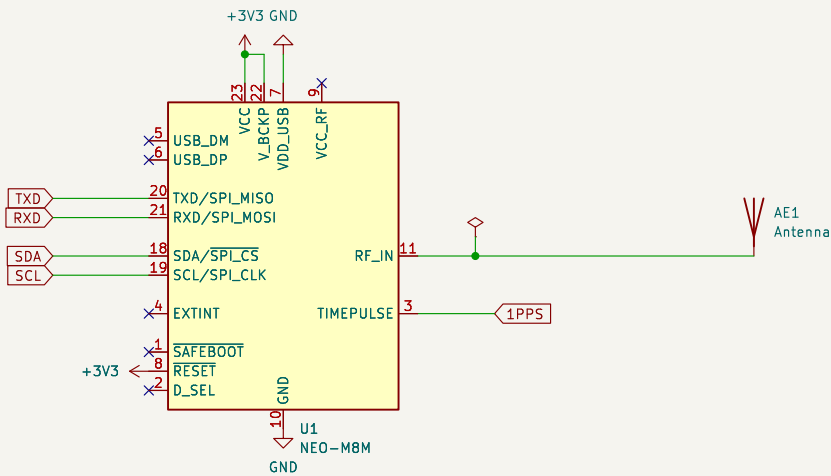 +3V3 GND
23
22
7
9
VCC
V_BCKP
VDD_USB
VCC_RF
5
USB_DM
6
USB_DP
TXD
20
TXD/SPI_MISO
RXD
21
RXD/SPI_MOSI
SDA
18
SDA/SPI_CS
SCL
19
SCL/SPI_CLK
RF_IN
11
AE1
Antenna
4
EXTINT
TIMEPULSE
3
1PPS
1
SAFEBOOT
+3V3
8
RESET
2
D_SEL
GND
10
U1
NEO-M8M
GND